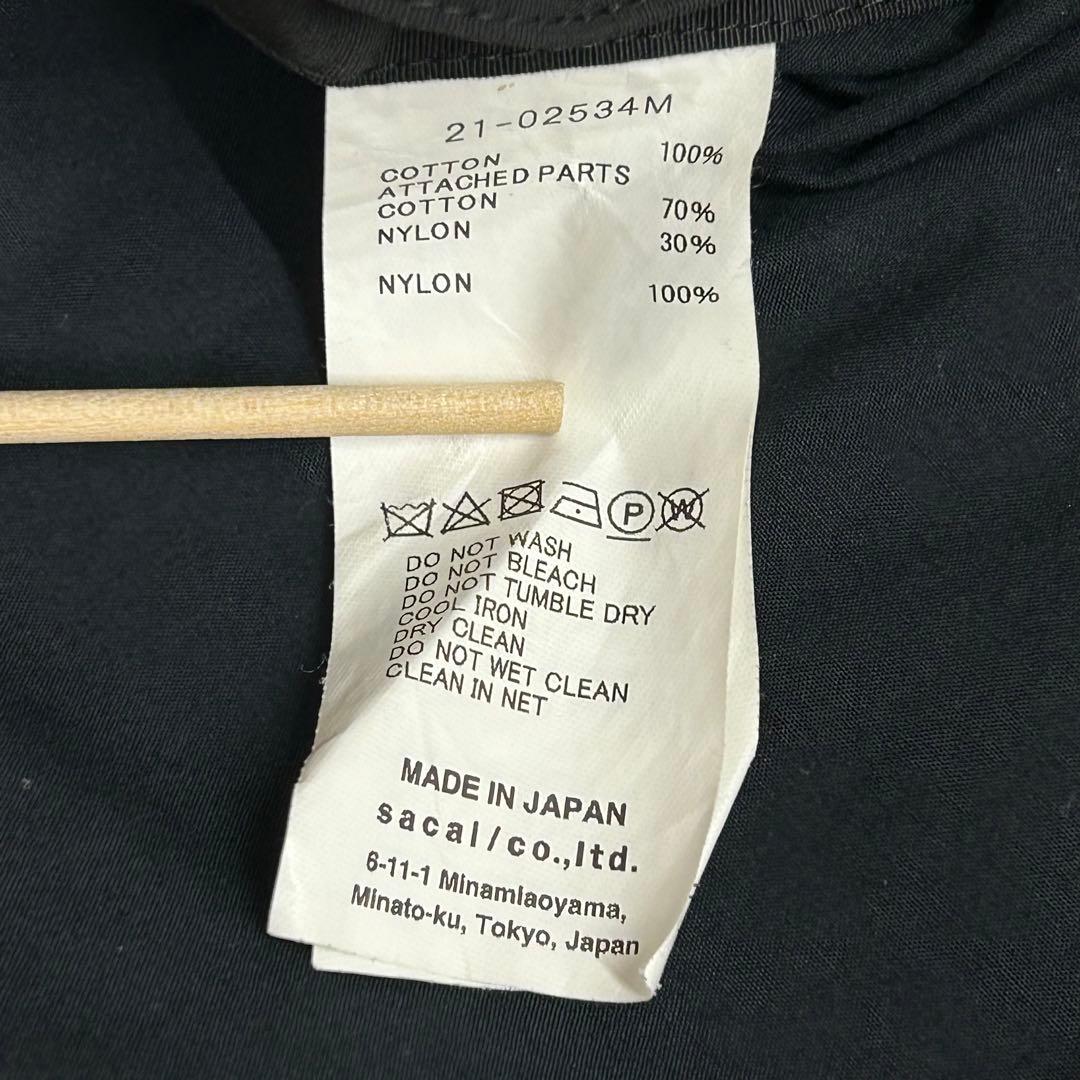 21-02534M
COTTON 100%
ATTACHED PARTS
COTTON 70%
NYLON 30%
NYLON 100%
P W
DO NOT WASH
DO NOT BLEACH
DO NOT TUMBLE DRY
COOL IRON
DRY CLEAN
DO NOT WET CLEAN
CLEAN IN NET
MADE IN JAPAN
sacai/co.,ltd.
6-11-1 Minamiaoyama,
Minato-ku, Tokyo, Japan